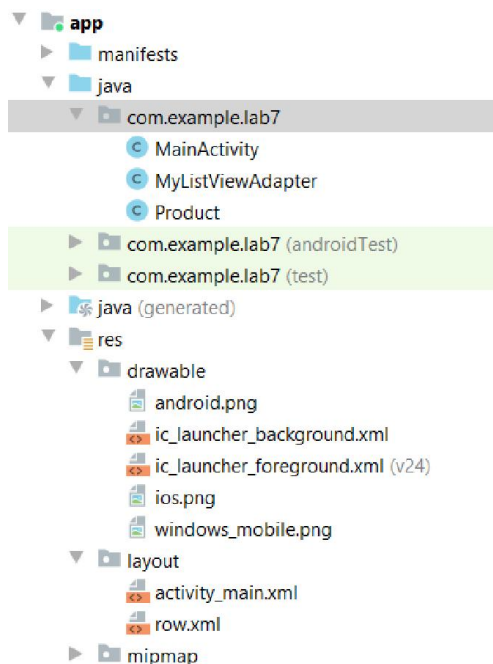 app
manifests
java
com.example.lab7
MainActivity
MyListViewAdapter
Product
com.example.lab7 (androidTest)
com.example.lab7 (test)
java (generated)
res
drawable
android.png
ic_launcher_background.xml
ic_launcher_foreground.xml (v24)
ios.png
windows_mobile.png
layout
activity_main.xml
row.xml
mipmap